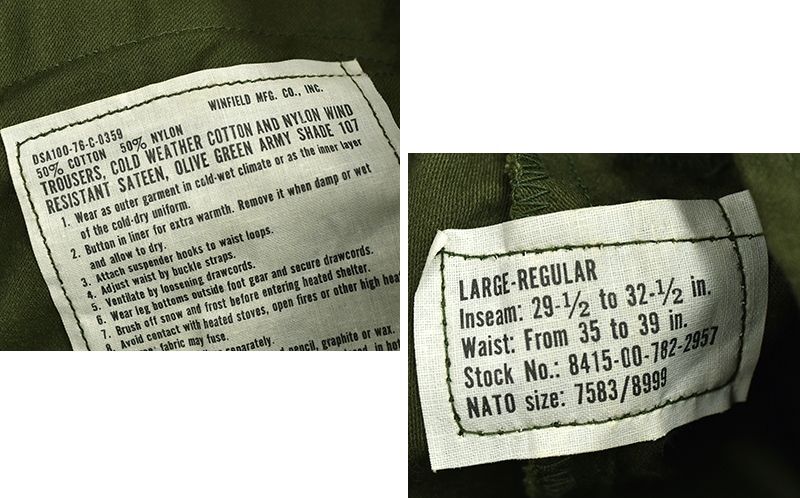 WINFIELD MFG. CO., INC.
DSA100-76-C-0359
50% COTTON 50% NYLON
TROUSERS, COLD WEATHER COTTON AND NYLON WIND
RESISTANT SATEEN, OLIVE GREEN ARMY SHADE 107
1. Wear as outer garment in cold-wet climate or as the inner layer
of the cold-dry uniform.
2. Button in liner for extra warmth. Remove it when damp or wet
and allow to dry.
3. Attach suspender hooks to waist loops.
4. Adjust waist by buckle straps.
5. Ventilate by loosening drawcords.
6. Wear leg bottoms outside foot gear and secure drawcords.
7. Brush off snow and frost before entering heated shelter.
8. Avoid contact with heated stoves, open fires or other high hea
fabric may fuse.
separately.
pencil, graphite or wax.
in hot
LARGE-REGULAR
Inseam: 29-1/2 to 32-1/2 in.
Waist: From 35 to 39 in.
Stock No.: 8415-00-782-2957
NATO size: 7583/8999